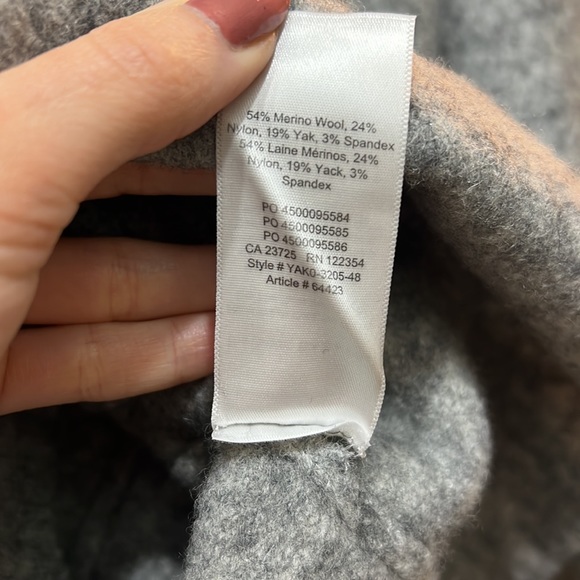 54% Merino Wool, 24%
Nylon, 19% Yak, 3% Spandex
54% Laine Mérinos, 24%
Nylon, 19% Yack, 3%
Spandex
PO 4500095584
PO 4500095585
PO 4500095586
CA 23725 RN 122354
Style # YAK0-3205-48
Article # 64423